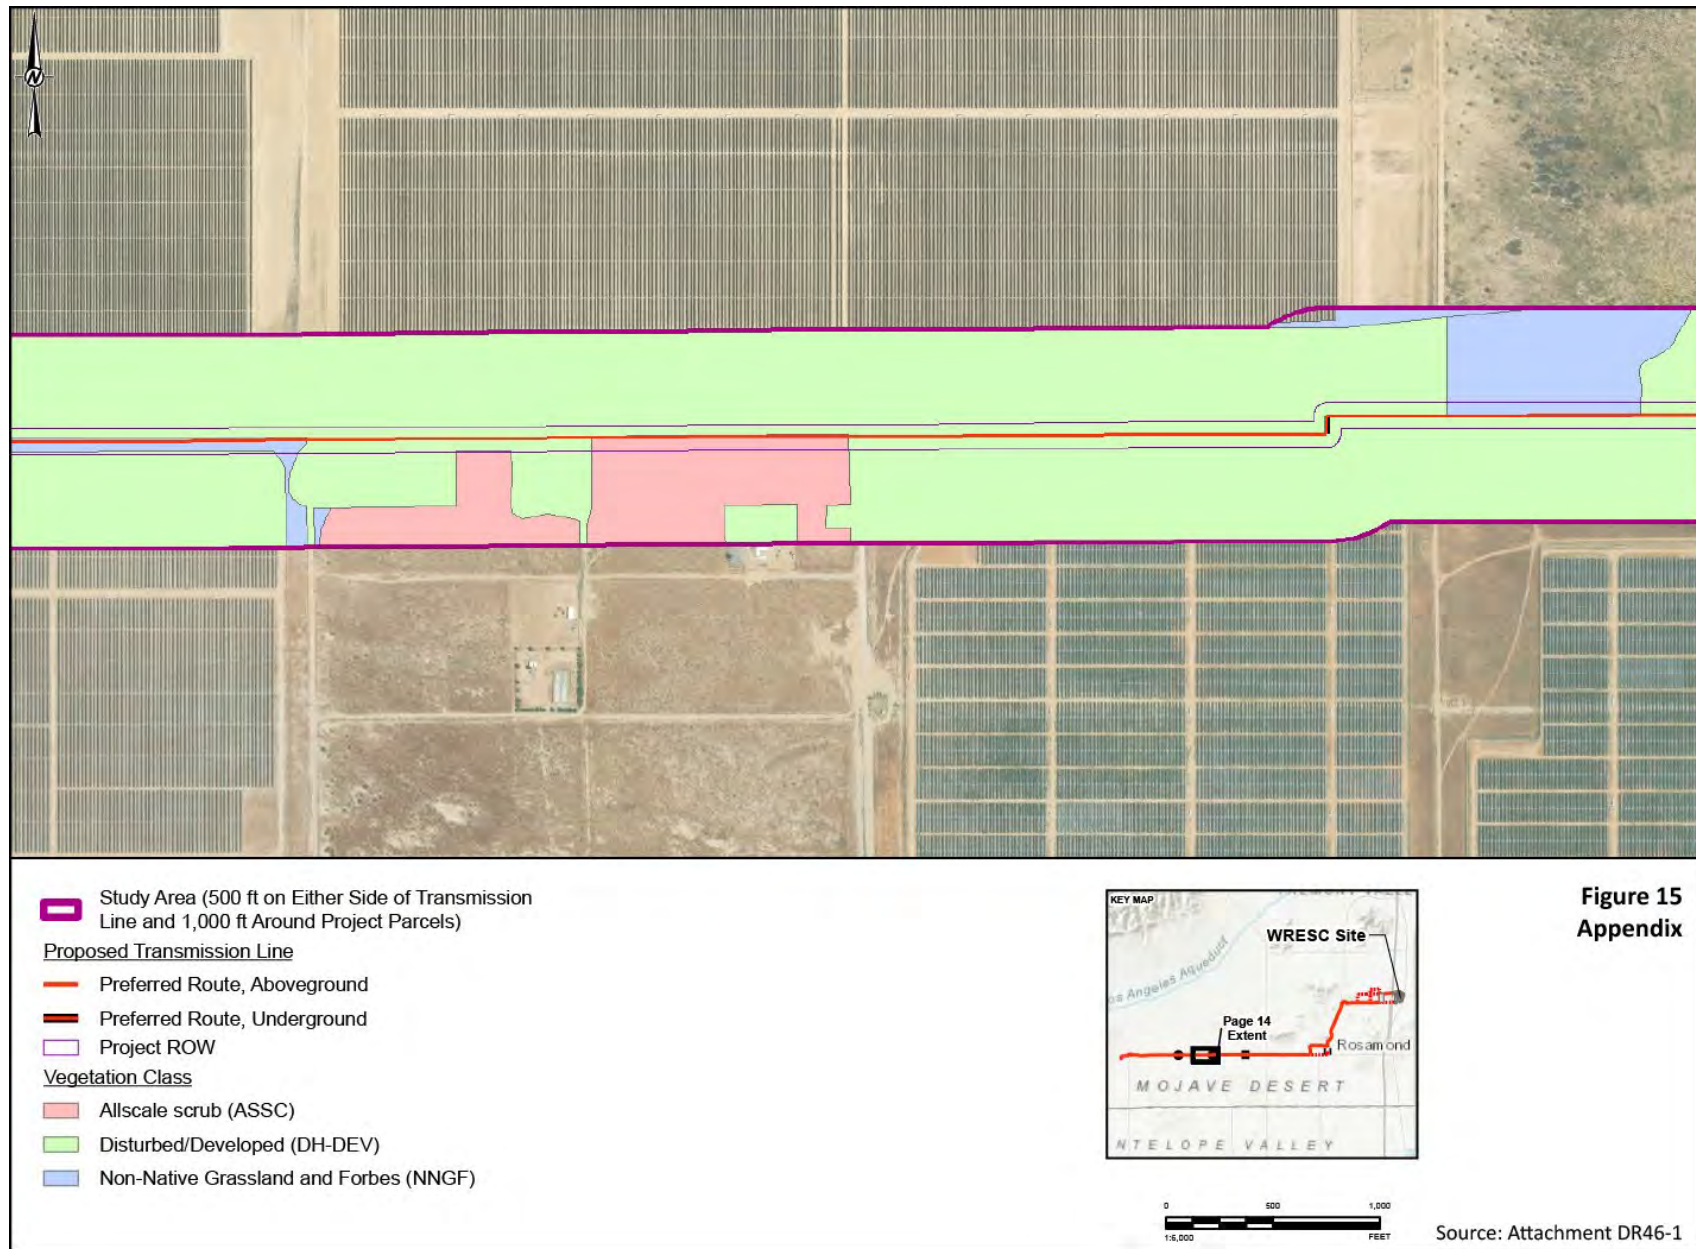 N
Study Area (500 ft on Either Side of Transmission
Line and 1,000 ft Around Project Parcels)
Proposed Transmission Line
Preferred Route, Aboveground
Preferred Route, Underground
Project ROW
Vegetation Class
Allscale scrub (ASSC)
Disturbed/Developed (DH-DEV)
Non-Native Grassland and Forbes (NNGF)
KEY MAP
WRESC Site
os Angeles Aqueduct
Page 14
Extent
Rosamond
MOJAVE DESERT
NTELOPE VALLEY
0 500 1,000
1:6,000 FEET
Figure 15
Appendix
Source: Attachment DR46-1